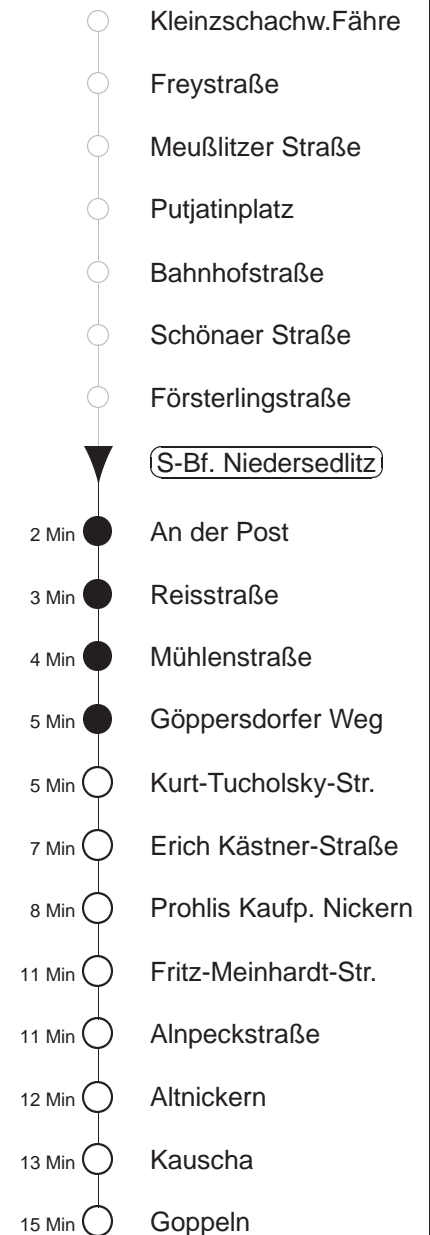 Kleinzschachw.Fähre
Freystraße
Meußlitzer Straße
Putjatinplatz
Bahnhofstraße
Schönaer Straße
Försterlingstraße
S-Bf. Niedersedlitz
2 Min An der Post
3 Min Reisstraße
4 Min Mühlenstraße
5 Min Göppersdorfer Weg
5 Min Kurt-Tucholsky-Str.
7 Min Erich Kästner-Straße
8 Min Prohlis Kaufp. Nickern
11 Min Fritz-Meinhardt-Str.
11 Min Alnpeckstraße
12 Min Altnickern
13 Min Kauscha
15 Min Goppeln